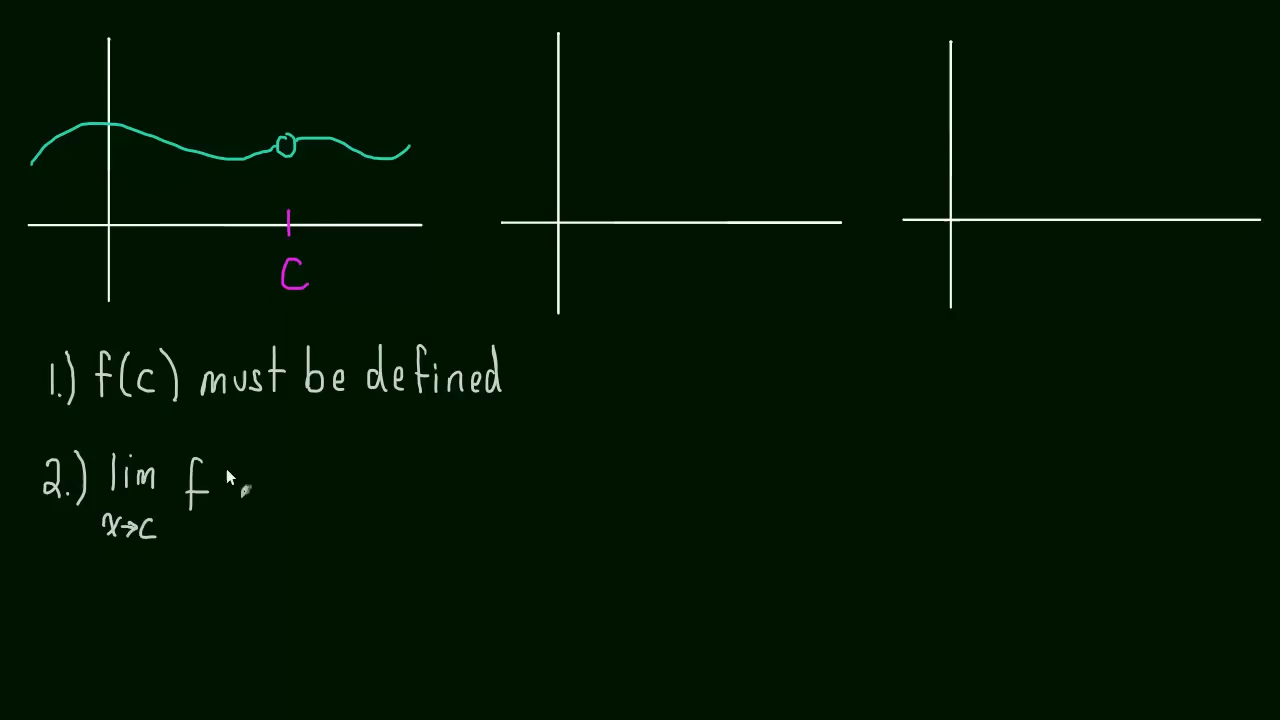 C
1.) f(c) must be defined
2.) lim f
x→c